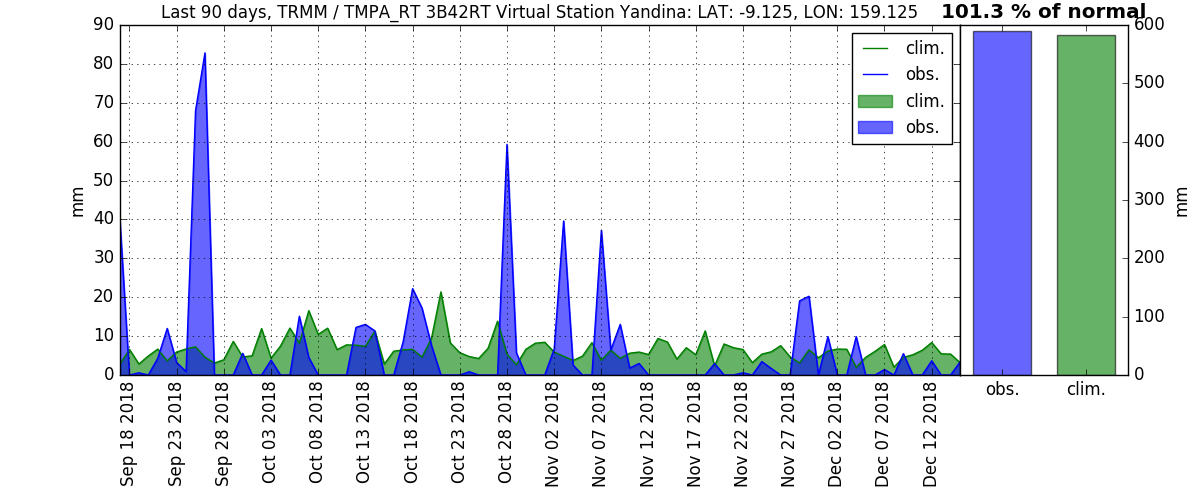 Last 90 days, TRMM / TMPA_RT 3B42RT Virtual Station Yandina: LAT: -9.125, LON: 159.125
101.3 % of normal
90
80
70
60
50
40
30
20
10
0
mm
clim.
obs.
clim.
obs.
600
500
400
300
200
100
0
mm
Sep 18 2018
Sep 23 2018
Sep 28 2018
Oct 03 2018
Oct 08 2018
Oct 13 2018
Oct 18 2018
Oct 23 2018
Oct 28 2018
Nov 02 2018
Nov 07 2018
Nov 12 2018
Nov 17 2018
Nov 22 2018
Nov 27 2018
Dec 02 2018
Dec 07 2018
Dec 12 2018
obs.
clim.